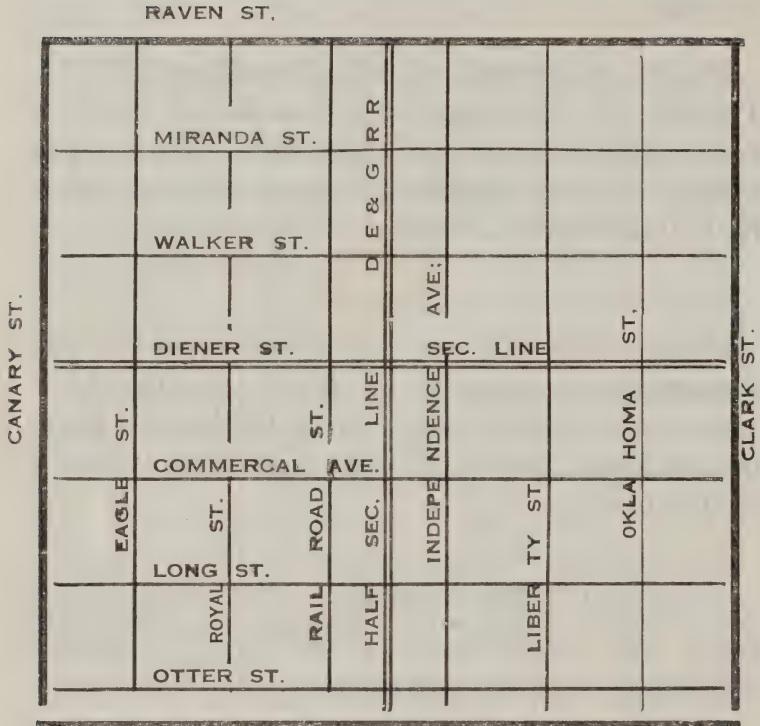 RAVEN ST.
MIRANDA ST.
D E & G R R
WALKER ST.
DIENER ST.
SEC. LINE
CANARY ST.
CLARK ST.
COMMERCAL AVE.
EAGLE ST.
ROYAL ST.
RAIL ROAD ST.
HALF SEC. LINE
INDEPE NDENCE AVE:
LIBER TY ST
OKLA HOMA ST,
LONG ST.
OTTER ST.